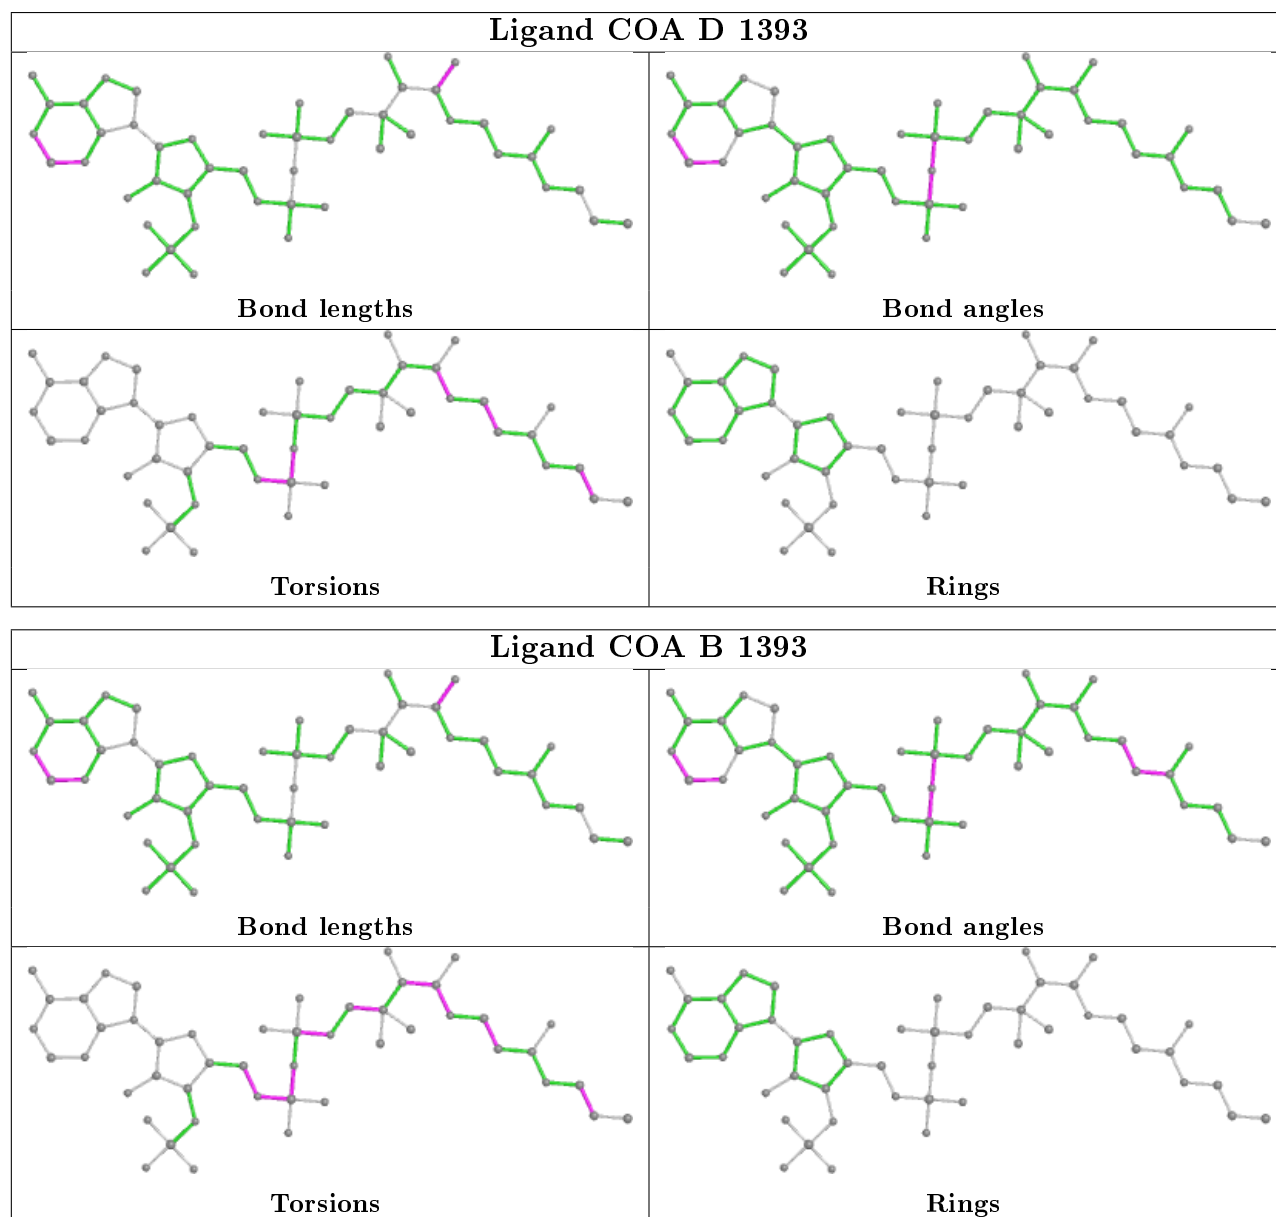 Ligand COA D 1393
Bond lengths
Bond angles
Torsions
Rings
Ligand COA B 1393
Bond lengths
Bond angles
Torsions
Rings